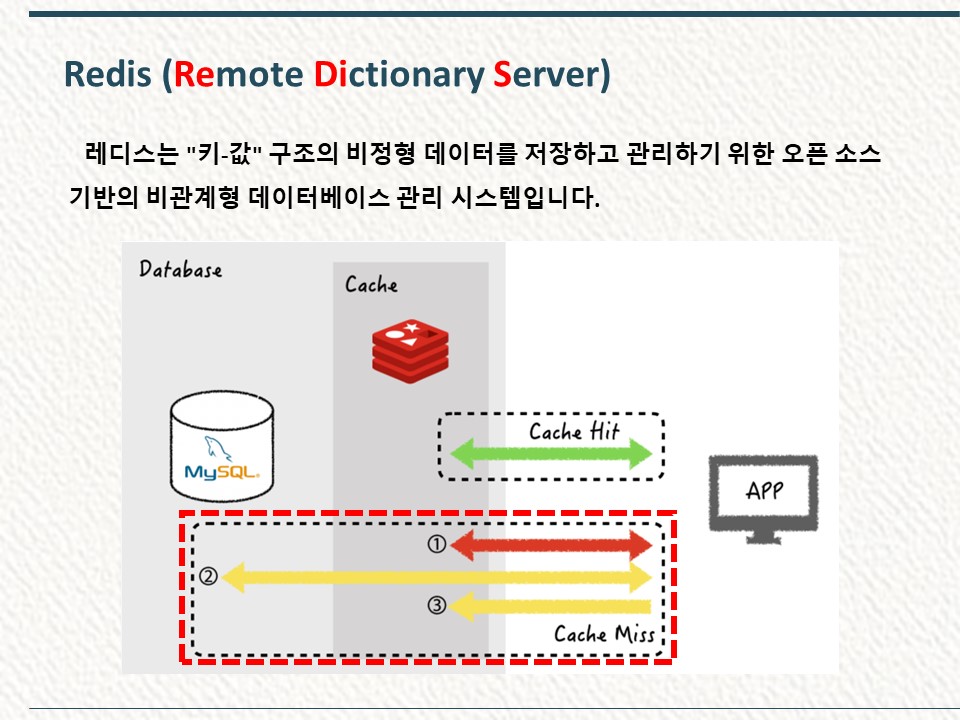 Redis (Remote Dictionary Server)
레디스는 "키-값" 구조의 비정형 데이터를 저장하고 관리하기 위한 오픈 소스
기반의 비관계형 데이터베이스 관리 시스템입니다.
Database
Cache
MySQL
Cache Hit
APP
①
②
③
Cache Miss